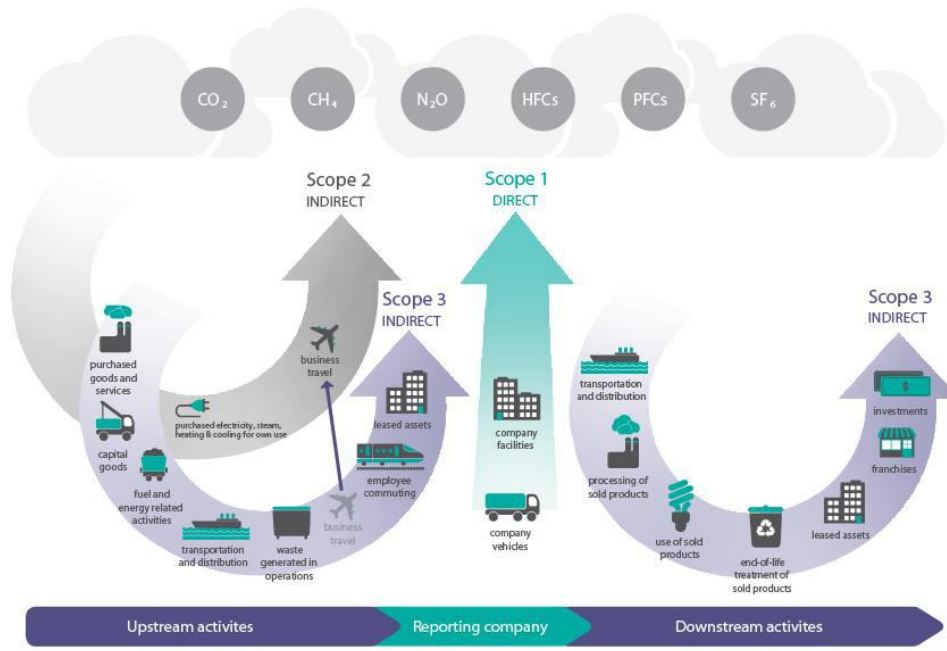 CO₂
CH₄
N₂O
HFCs
PFCs
SF₆
Scope 2
INDIRECT
Scope 1
DIRECT
Scope 3
INDIRECT
Scope 3
INDIRECT
purchased
goods and
services
capital
goods
fuel and
energy related
activities
purchased electricity, steam,
heating & cooling for own use
business
travel
transportation
and distribution
waste
generated in
operations
business
travel
employee
commuting
leased assets
company
facilities
company
vehicles
transportation
and distribution
processing of
sold products
use of sold
products
end-of-life
treatment of
sold products
leased assets
franchises
$
investments
Upstream activites
Reporting company
Downstream activites